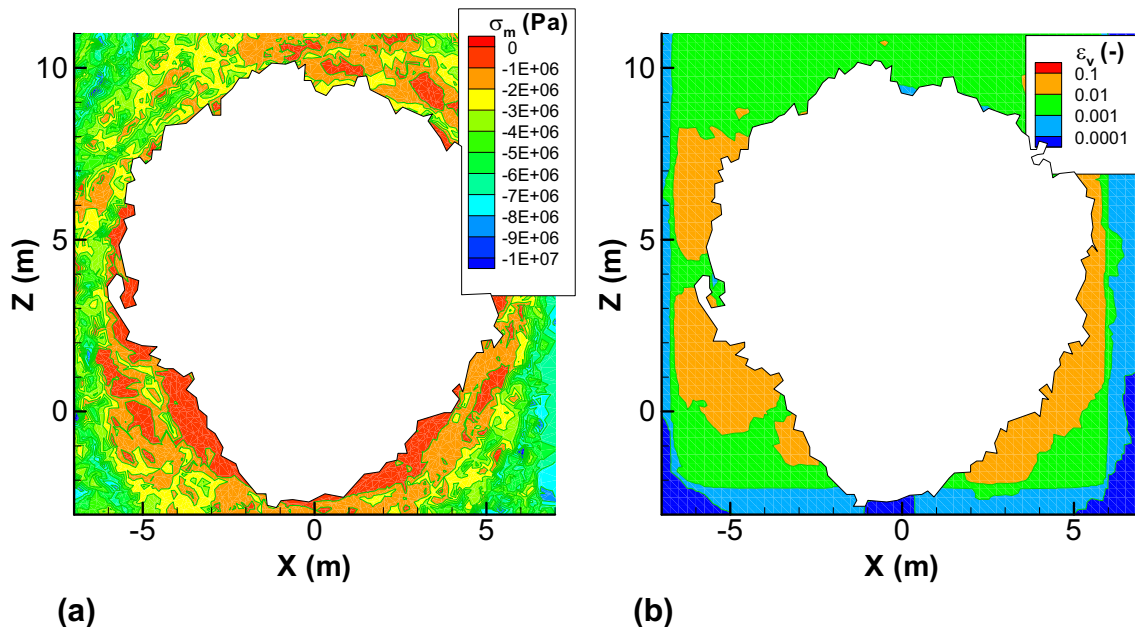 σm (Pa)
0
-1E+06
-2E+06
-3E+06
-4E+06
-5E+06
-6E+06
-7E+06
-8E+06
-9E+06
-1E+07
10
5
0
Z (m)
-5
0
5
X (m)
(a)
εv (-)
0.1
0.01
0.001
0.0001
10
5
0
Z (m)
-5
0
5
X (m)
(b)